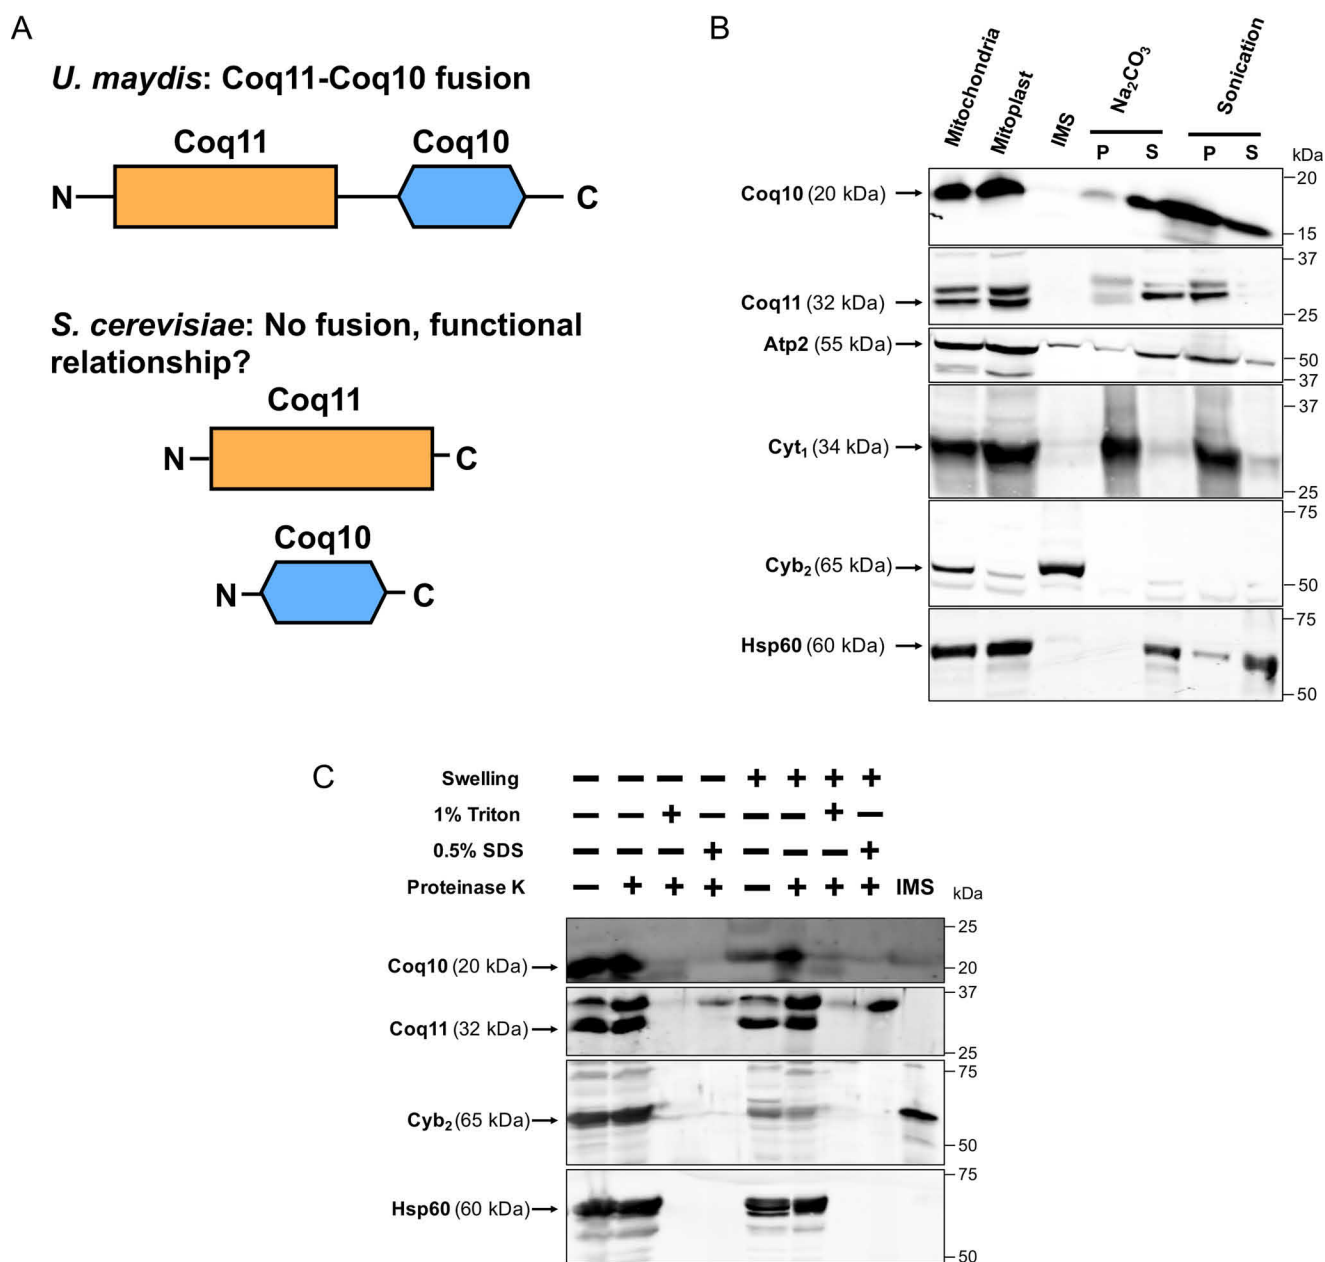 A
U. maydis: Coq11-Coq10 fusion
Coq11 Coq10
N C
S. cerevisiae: No fusion, functional
relationship?
Coq11
N C
Coq10
N C
B
Mitochondria Mitoplast IMS Na2CO3 Sonication
P S P S kDa
Coq10 (20 kDa) 20
15
37
Coq11 (32 kDa) 25
Atp2 (55 kDa) 50
37
37
Cyt1 (34 kDa)
25
75
Cyb2 (65 kDa) 50
75
Hsp60 (60 kDa)
50
C
Swelling − − − − + + + +
1% Triton − − + − − − + −
0.5% SDS − − − + − − − +
Proteinase K − + + + − + + + IMS kDa
25
Coq10 (20 kDa) 20
37
Coq11 (32 kDa)
25
75
Cyb2 (65 kDa)
50
75
Hsp60 (60 kDa)
50